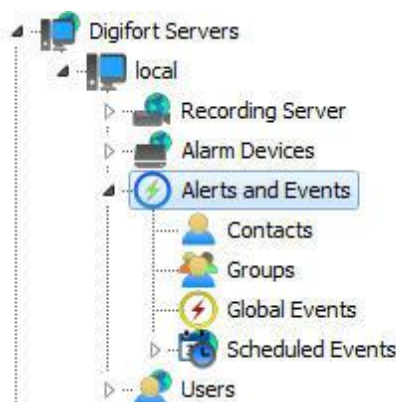 Digifort Servers
local
Recording Server
Alarm Devices
Alerts and Events
Contacts
Groups
Global Events
Scheduled Events
Users